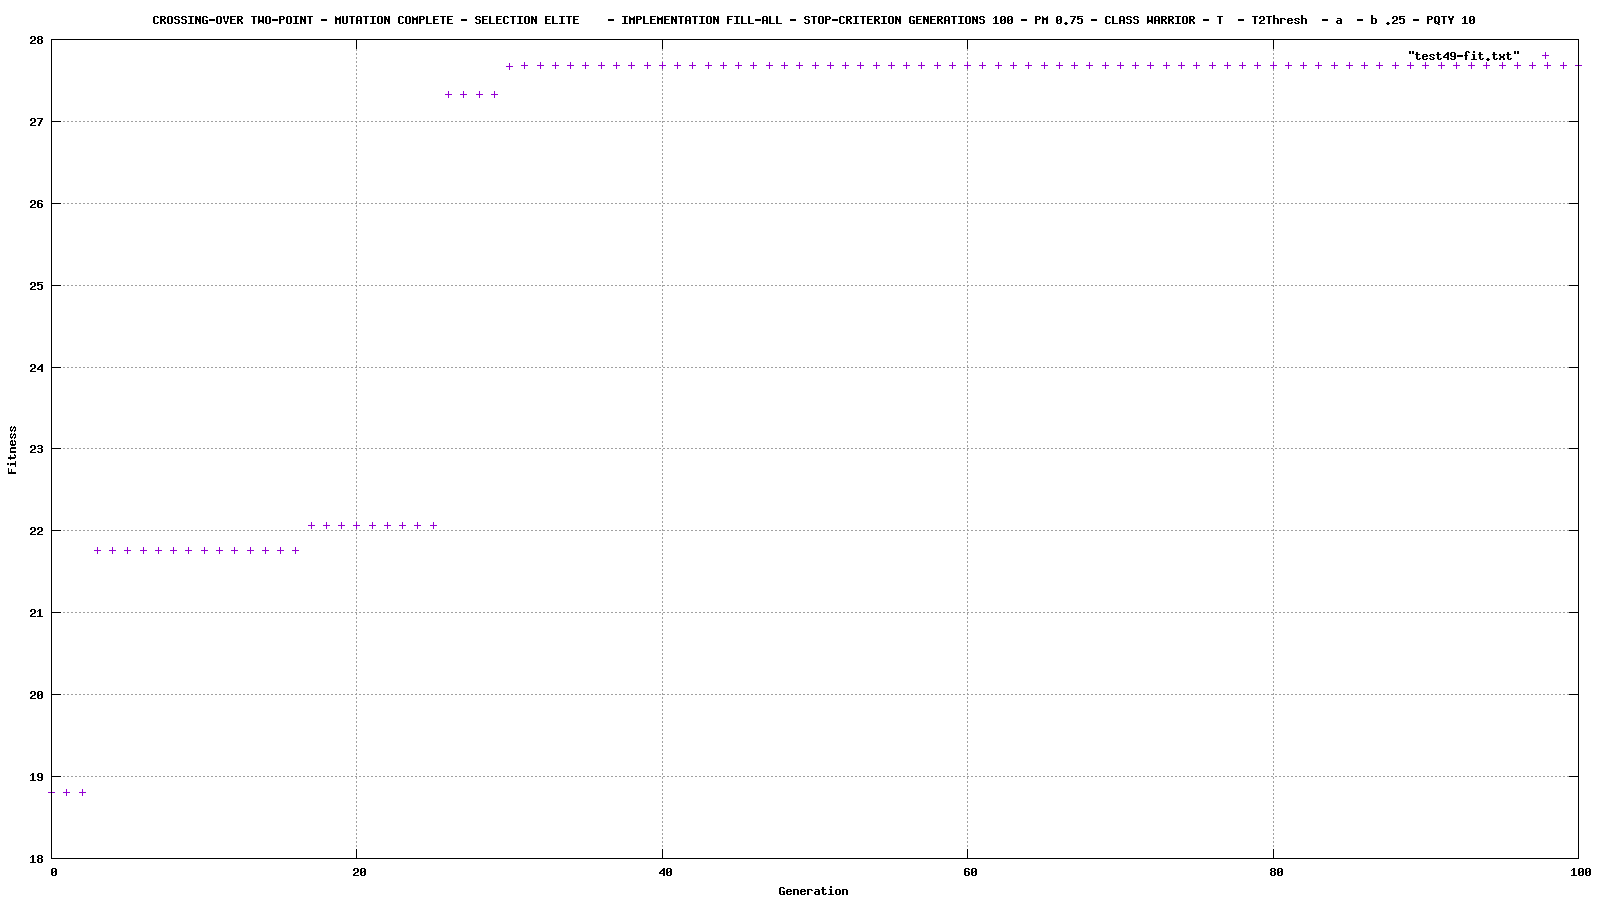 CROSSING-OVER TWO-POINT - MUTATION COMPLETE - SELECTION ELITE    - IMPLEMENTATION FILL-ALL - STOP-CRITERION GENERATIONS 100 - PM 0.75 - CLASS WARRIOR - T  - T2Thresh  - a  - b .25 - PQTY 10
"test49-fit.txt"
28
27
26
25
24
23
22
21
20
19
18
Fitness
0 20 40 60 80 100
Generation